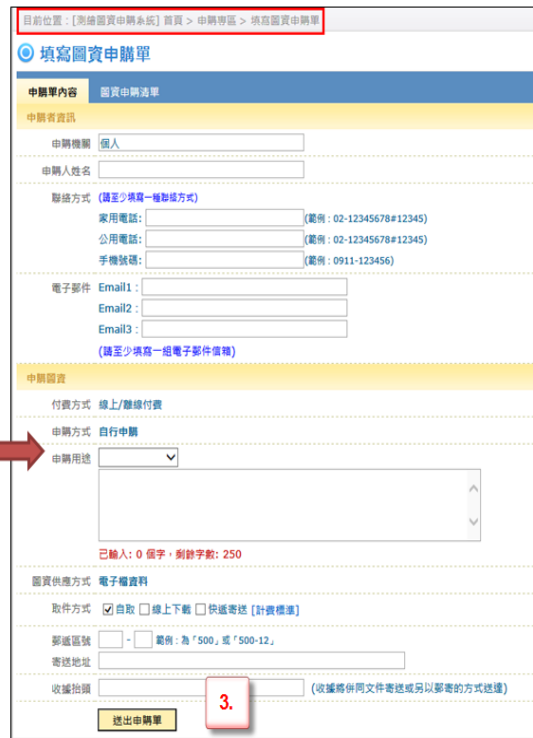 目前位置：[測繪圖資申購系統] 首頁 > 申購專區 > 填寫圖資申購單
填寫圖資申購單
申購單內容 圖資申購清單
申購者資訊
申購機關 個人
申購人姓名
聯絡方式 (請至少填寫一種聯絡方式)
家用電話: (範例 : 02-12345678#12345)
公用電話: (範例 : 02-12345678#12345)
手機號碼: (範例 : 0911-123456)
電子郵件 Email1 :
Email2 :
Email3 :
(請至少填寫一組電子郵件信箱)
申購圖資
付費方式 線上/離線付費
申購方式 自行申購
申購用途
已輸入: 0 個字，剩餘字數: 250
圖資供應方式 電子檔資料
取件方式 自取 線上下載 快遞寄送 [計費標準]
郵遞區號 - 範例 : 為「500」或「500-12」
寄送地址
收據抬頭 (收據將併同文件寄送或另以郵寄的方式送達)
3.
送出申購單